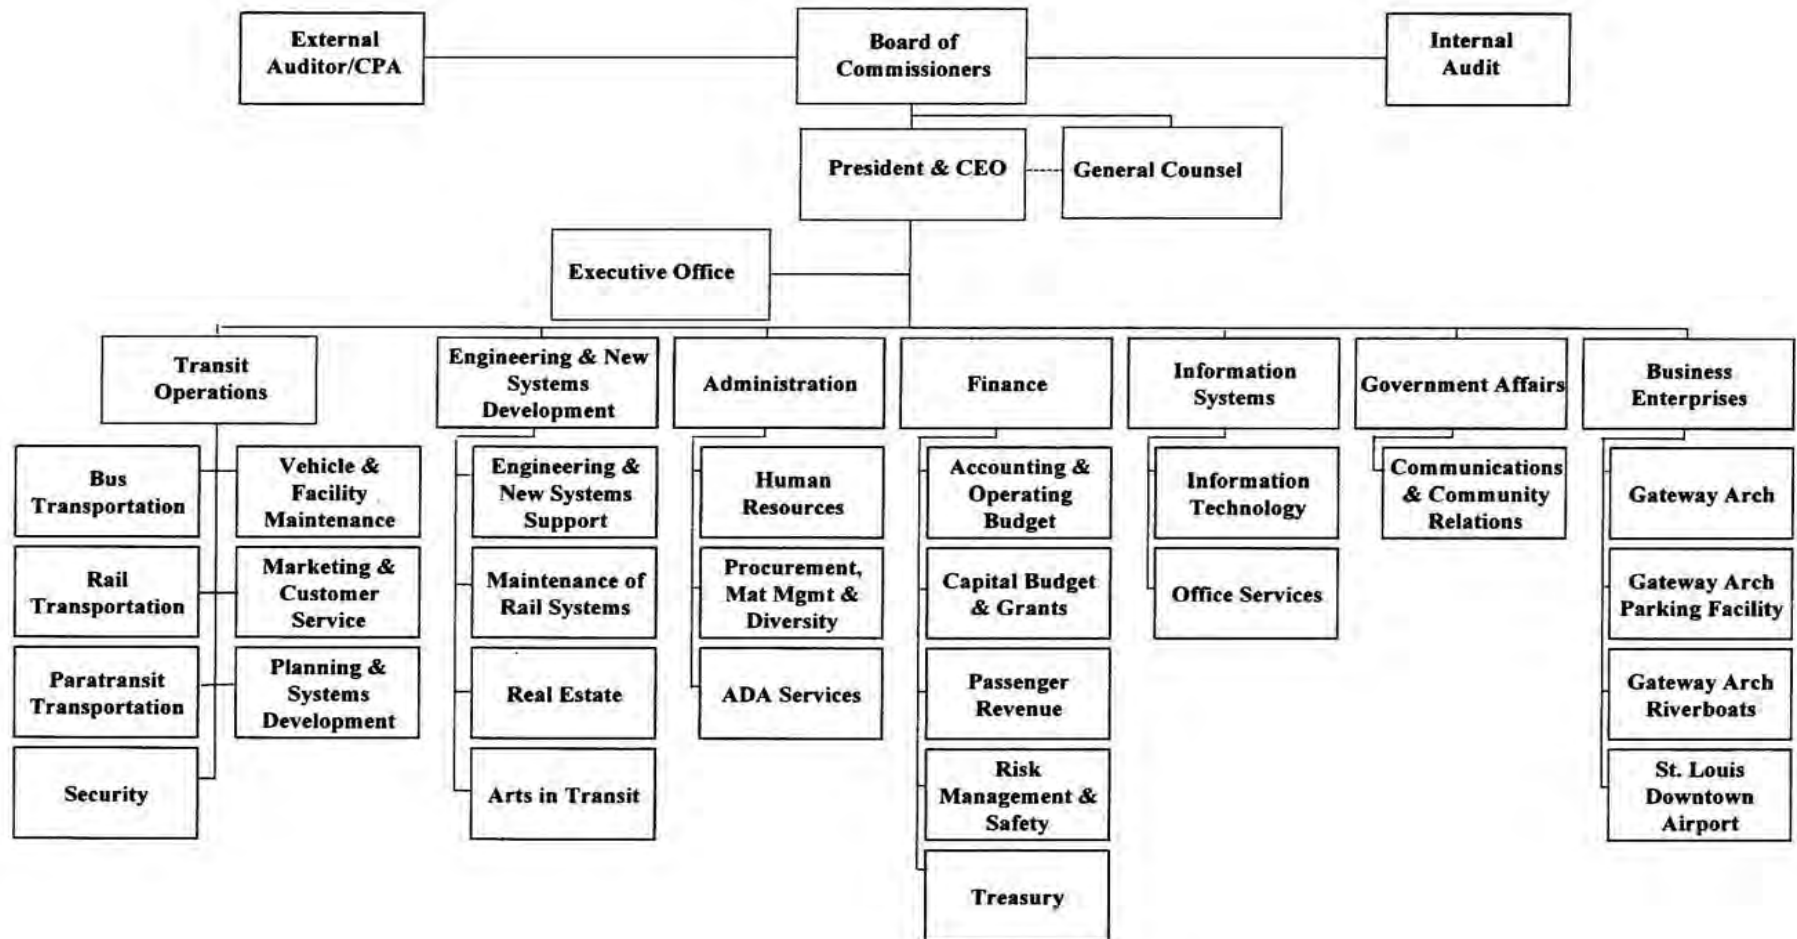 External
Auditor/CPA
Board of
Commissioners
Internal
Audit
President & CEO
General Counsel
Executive Office
Transit
Operations
Engineering & New
Systems
Development
Administration
Finance
Information
Systems
Government Affairs
Business
Enterprises
Bus
Transportation
Vehicle &
Facility
Maintenance
Rail
Transportation
Marketing &
Customer
Service
Paratransit
Transportation
Planning &
Systems
Development
Security
Engineering &
New Systems
Support
Maintenance of
Rail Systems
Real Estate
Arts in Transit
Human
Resources
Procurement,
Mat Mgmt &
Diversity
ADA Services
Accounting &
Operating
Budget
Capital Budget
& Grants
Passenger
Revenue
Risk
Management &
Safety
Treasury
Information
Technology
Office Services
Communications
& Community
Relations
Gateway Arch
Gateway Arch
Parking Facility
Gateway Arch
Riverboats
St. Louis
Downtown
Airport